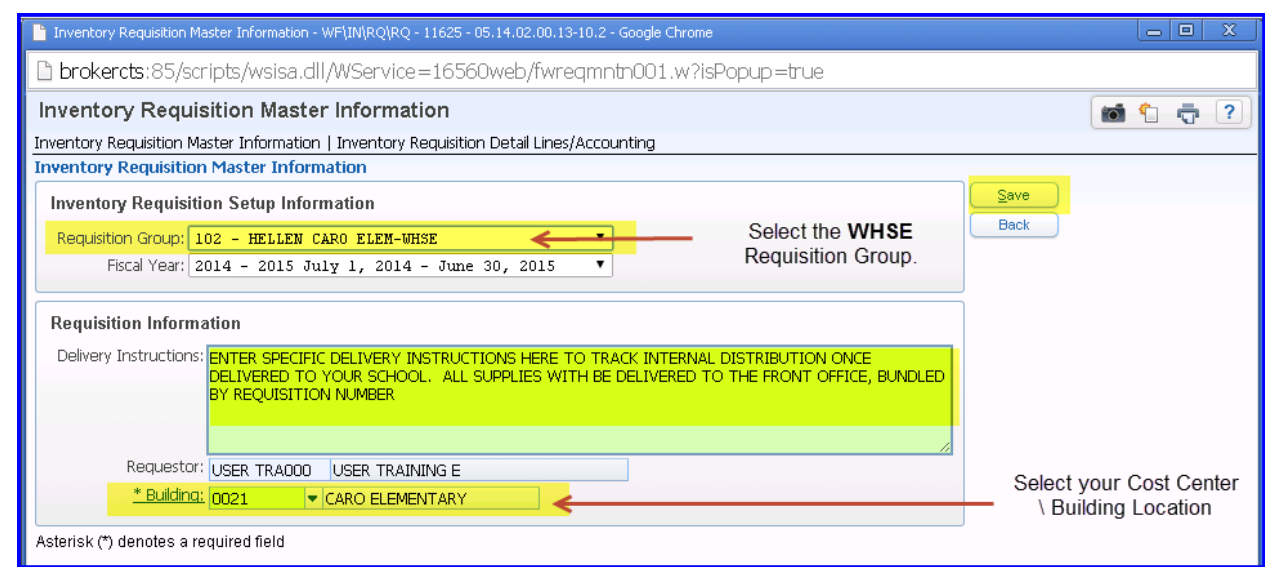 Inventory Requisition Master Information - WF\IN\RQ\RQ - 11625 - 05.14.02.00.13-10.2 - Google Chrome
brokercts:85/scripts/wsisa.dll/WService=16560web/fwreqmntn001.w?isPopup=true
Inventory Requisition Master Information
Inventory Requisition Master Information | Inventory Requisition Detail Lines/Accounting
Inventory Requisition Master Information
Inventory Requisition Setup Information
Save
Requisition Group: 102 - HELLEN CARO ELEM-WHSE
Back
Select the WHSE
Requisition Group.
Fiscal Year: 2014 - 2015 July 1, 2014 - June 30, 2015
Requisition Information
Delivery Instructions: ENTER SPECIFIC DELIVERY INSTRUCTIONS HERE TO TRACK INTERNAL DISTRIBUTION ONCE
DELIVERED TO YOUR SCHOOL. ALL SUPPLIES WITH BE DELIVERED TO THE FRONT OFFICE, BUNDLED
BY REQUISITION NUMBER
Requestor: USER TRA000 USER TRAINING E
* Building: 0021 CARO ELEMENTARY
Select your Cost Center
\ Building Location
Asterisk (*) denotes a required field